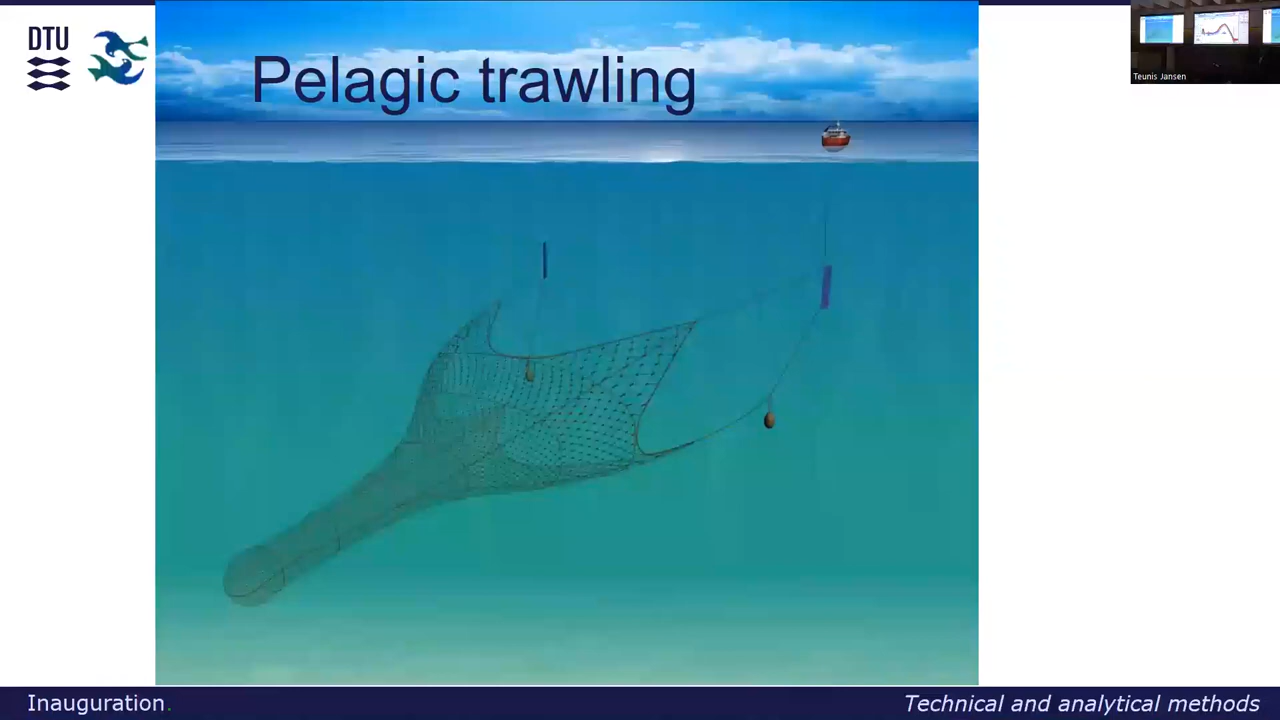 DTU
Pelagic trawling
Teunis Jansen
Inauguration.
Technical and analytical methods